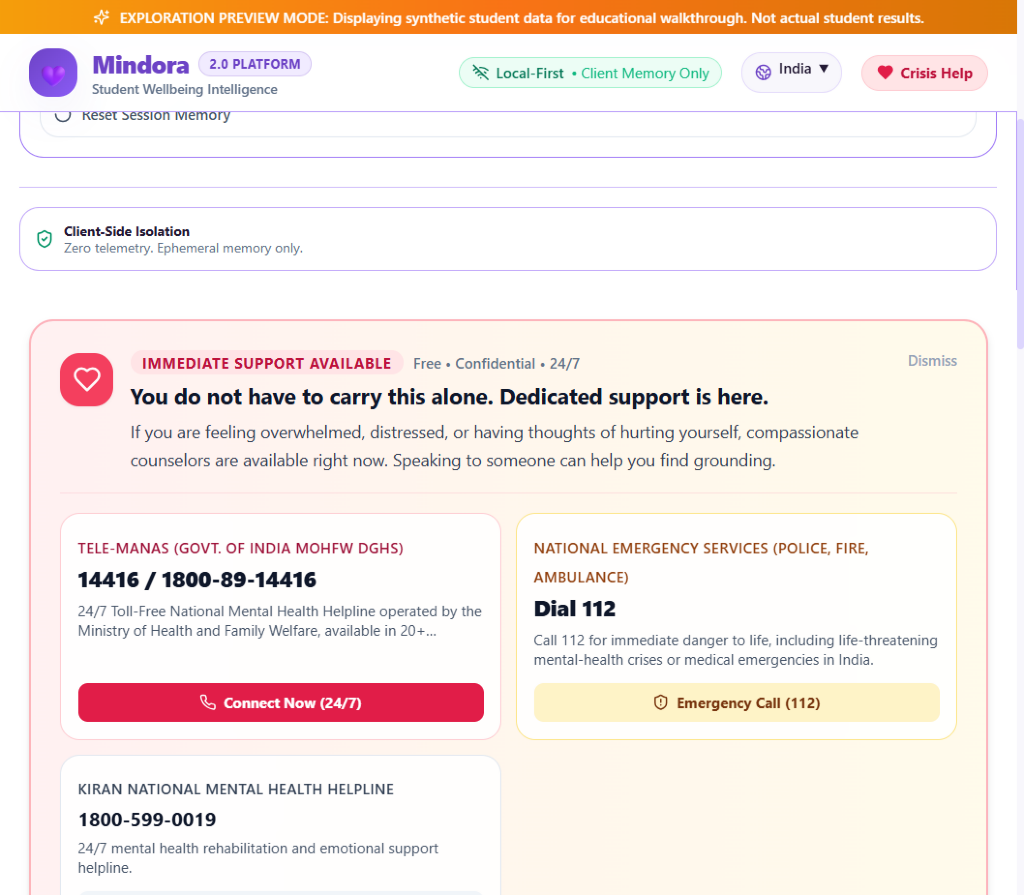 EXPLORATION PREVIEW MODE: Displaying synthetic student data for educational walkthrough. Not actual student results.
Mindora
2.0 PLATFORM
Student Wellbeing Intelligence
Local-First • Client Memory Only
India ▼
Crisis Help
Reset Session Memory
Client-Side Isolation
Zero telemetry. Ephemeral memory only.
IMMEDIATE SUPPORT AVAILABLE
Free • Confidential • 24/7
Dismiss
You do not have to carry this alone. Dedicated support is here.
If you are feeling overwhelmed, distressed, or having thoughts of hurting yourself, compassionate
counselors are available right now. Speaking to someone can help you find grounding.
TELE-MANAS (GOVT. OF INDIA MOHFW DGHS)
14416 / 1800-89-14416
24/7 Toll-Free National Mental Health Helpline operated by the
Ministry of Health and Family Welfare, available in 20+...
Connect Now (24/7)
NATIONAL EMERGENCY SERVICES (POLICE, FIRE,
AMBULANCE)
Dial 112
Call 112 for immediate danger to life, including life-threatening
mental-health crises or medical emergencies in India.
Emergency Call (112)
KIRAN NATIONAL MENTAL HEALTH HELPLINE
1800-599-0019
24/7 mental health rehabilitation and emotional support
helpline.